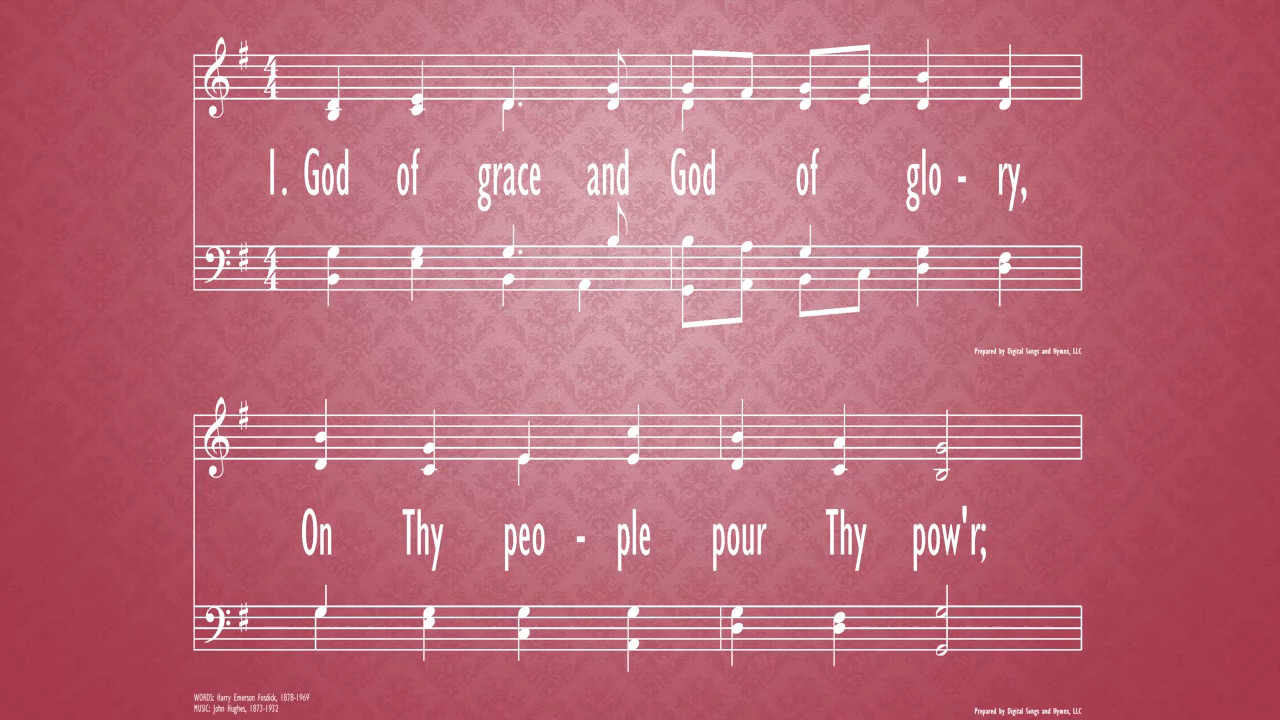 1. God of grace and God of glo - ry,
Prepared by Digital Songs and Hymns, LLC
On Thy peo - ple pour Thy pow'r;
WORDS: Harry Emerson Fosdick, 1878-1969
MUSIC: John Hughes, 1873-1932
Prepared by Digital Songs and Hymns, LLC